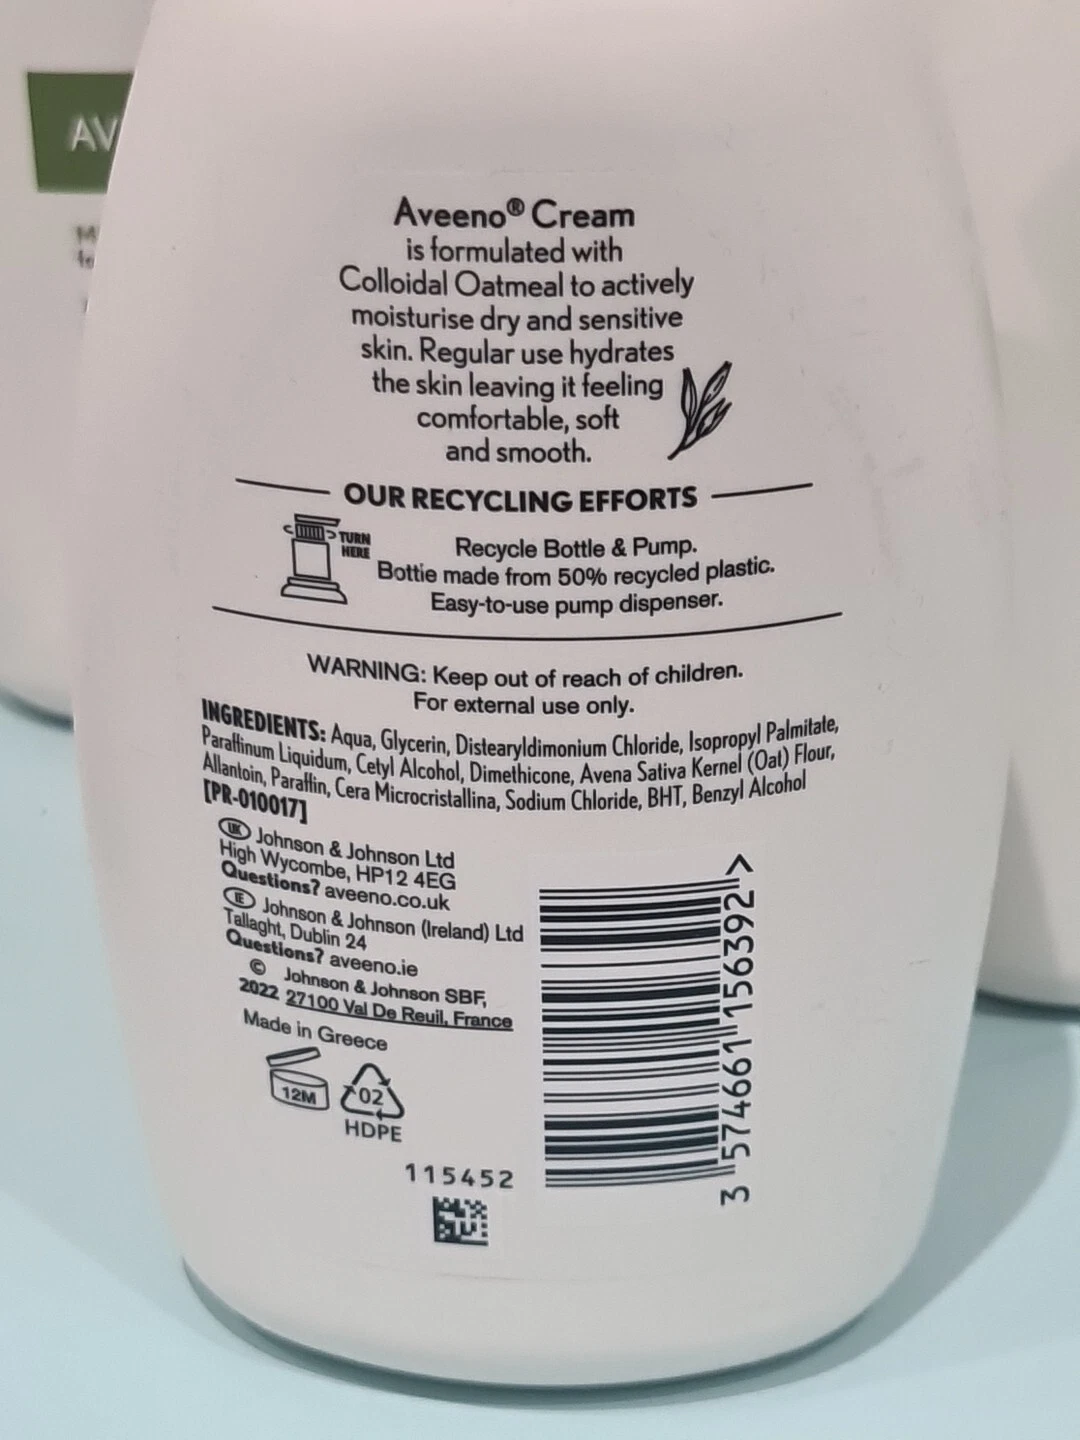 AV
Aveeno® Cream
is formulated with
Colloidal Oatmeal to actively
moisturise dry and sensitive
skin. Regular use hydrates
the skin leaving it feeling
comfortable, soft
and smooth.
OUR RECYCLING EFFORTS
TURN
HERE
Recycle Bottle & Pump.
Bottie made from 50% recycled plastic.
Easy-to-use pump dispenser.
WARNING: Keep out of reach of children.
For external use only.
INGREDIENTS: Aqua, Glycerin, Distearyldimonium Chloride, Isopropyl Palmitate,
Paraffinum Liquidum, Cetyl Alcohol, Dimethicone, Avena Sativa Kernel (Oat) Flour,
Allantoin, Paraffin, Cera Microcristallina, Sodium Chloride, BHT, Benzyl Alcohol
[PR-010017]
UK Johnson & Johnson Ltd
High Wycombe, HP12 4EG
Questions? aveeno.co.uk
IE Johnson & Johnson (Ireland) Ltd
Tallaght, Dublin 24
Questions? aveeno.ie
© Johnson & Johnson SBF,
2022 27100 Val De Reuil, France
Made in Greece
12M
02
HDPE
115452
3 574661 156392 >